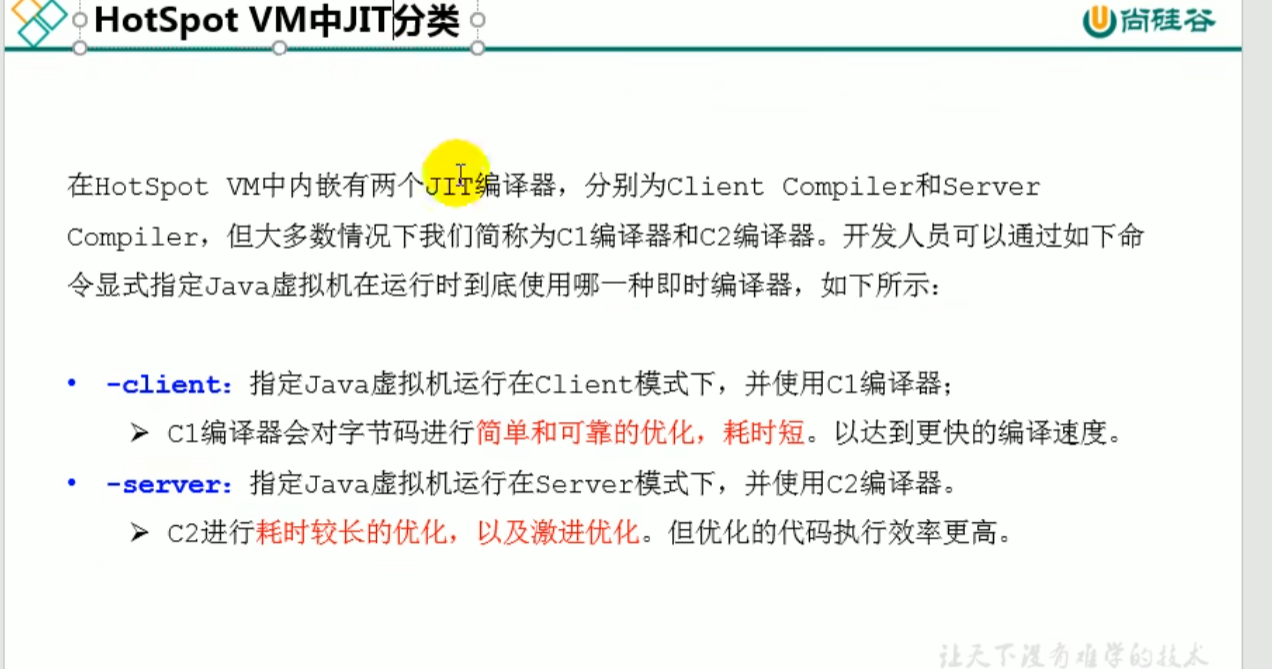 HotSpot VM中JIT分类
尚硅谷
在HotSpot VM中内嵌有两个JIT编译器，分别为Client Compiler和Server
Compiler，但大多数情况下我们简称为C1编译器和C2编译器。开发人员可以通过如下命
令显式指定Java虚拟机在运行时到底使用哪一种即时编译器，如下所示：
• -client：指定Java虚拟机运行在Client模式下，并使用C1编译器；
➢ C1编译器会对字节码进行简单和可靠的优化，耗时短。以达到更快的编译速度。
• -server：指定Java虚拟机运行在Server模式下，并使用C2编译器。
➢ C2进行耗时较长的优化，以及激进优化。但优化的代码执行效率更高。
让天下没有难学的技术